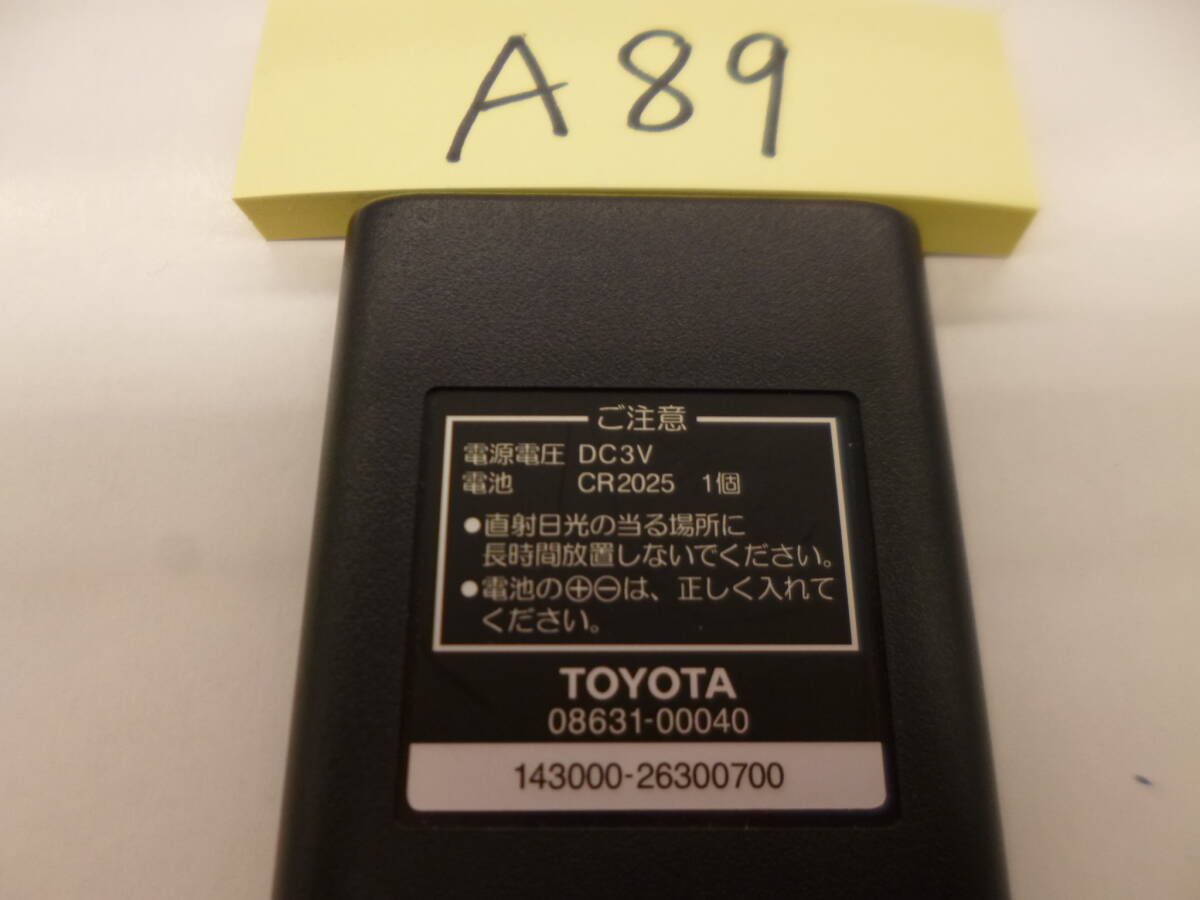 A89
ご注意
電源電圧 DC3V
電池 CR2025 1個
●直射日光の当る場所に
長時間放置しないでください。
●電池の⊕⊖は、正しく入れて
ください。
TOYOTA
08631-00040
143000-26300700